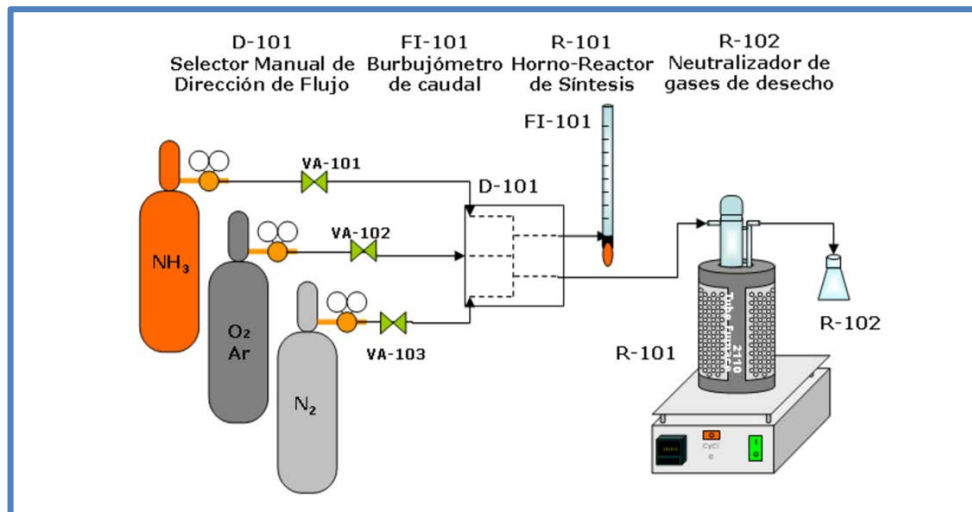 D-101
Selector Manual de
Dirección de Flujo
FI-101
Burbujómetro
de caudal
R-101
Horno-Reactor
de Síntesis
R-102
Neutralizador de
gases de desecho
FI-101
VA-101
D-101
VA-102
NH₃
O₂
Ar
VA-103
N₂
R-101
Tube Furnace
2110
R-102
CyCl